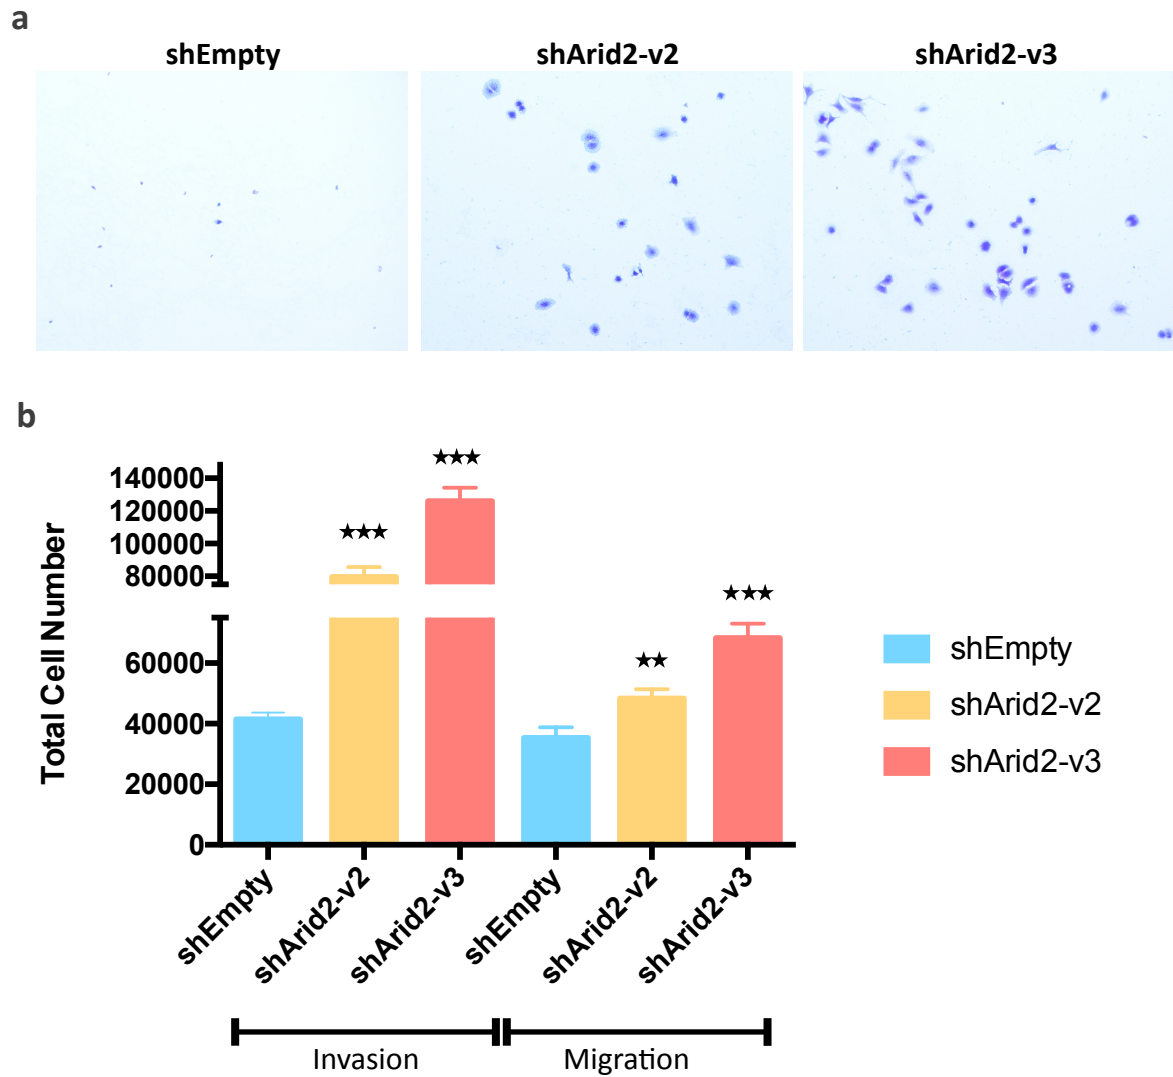 a
shEmpty
shArid2-v2
shArid2-v3
b
Total Cell Number
140000
120000
100000
80000
60000
40000
20000
0
★★★
★★★
★★
★★★
shEmpty
shArid2-v2
shArid2-v3
shEmpty
shArid2-v2
shArid2-v3
Invasion
Migration
shEmpty
shArid2-v2
shArid2-v3